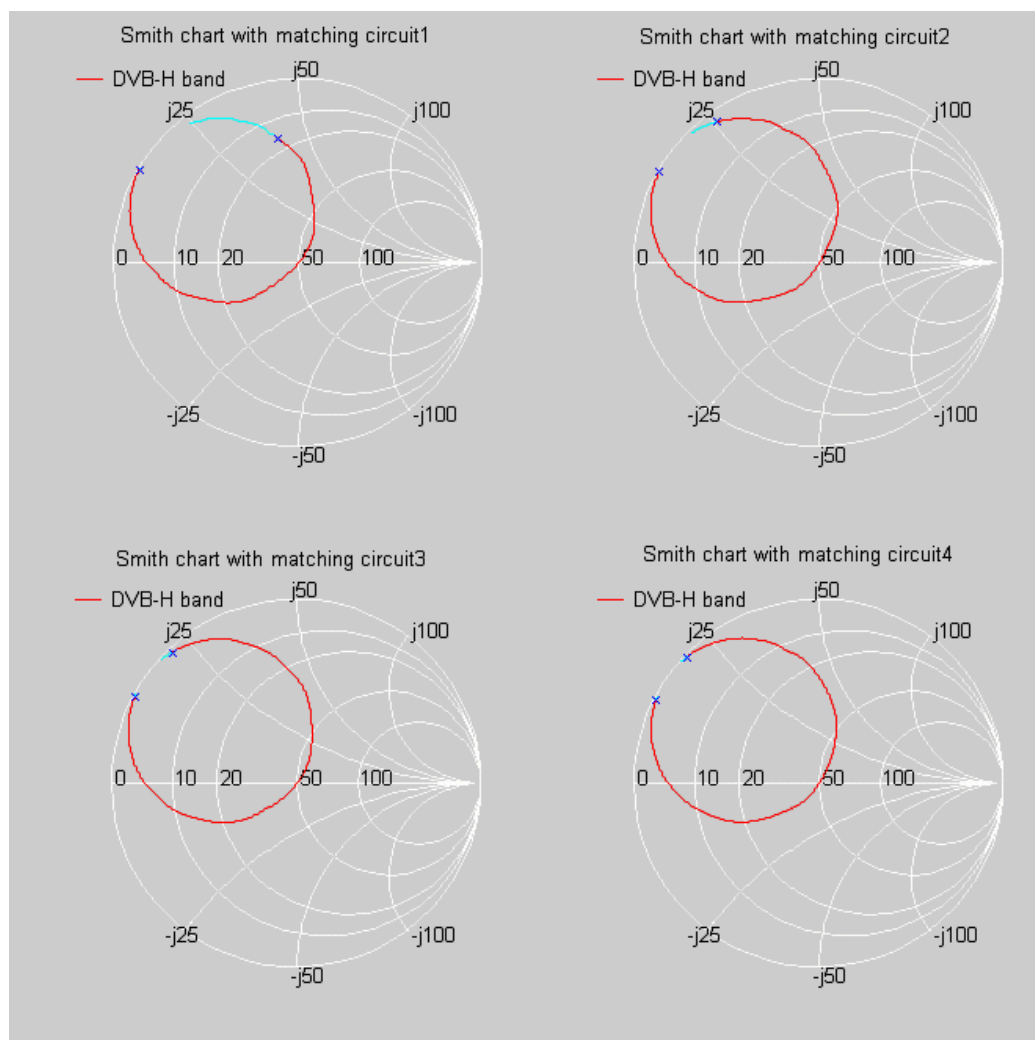 Smith chart with matching circuit1
DVB-H band
j50
j25
j100
0 10 20 50 100
-j25
-j100
-j50
Smith chart with matching circuit2
DVB-H band
j50
j25
j100
0 10 20 50 100
-j25
-j100
-j50
Smith chart with matching circuit3
DVB-H band
j50
j25
j100
0 10 20 50 100
-j25
-j100
-j50
Smith chart with matching circuit4
DVB-H band
j50
j25
j100
0 10 20 50 100
-j25
-j100
-j50